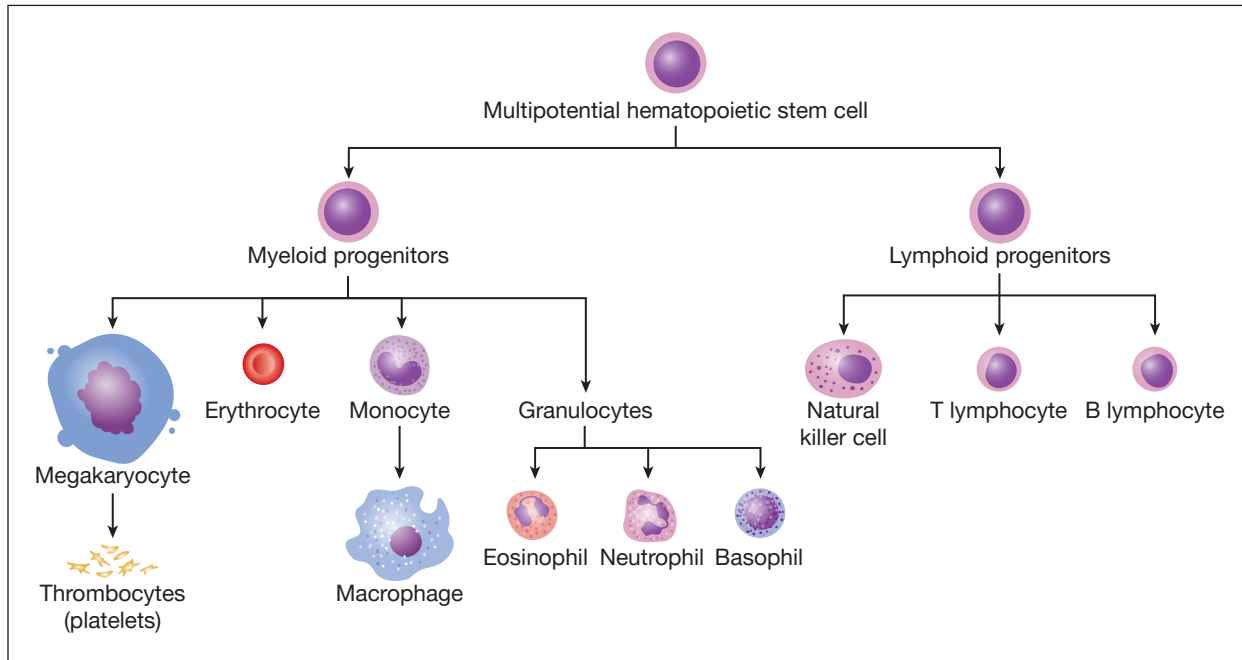 Multipotential hematopoietic stem cell
Myeloid progenitors
Lymphoid progenitors
Megakaryocyte
Erythrocyte
Monocyte
Granulocytes
Natural
killer cell
T lymphocyte
B lymphocyte
Thrombocytes
(platelets)
Macrophage
Eosinophil
Neutrophil
Basophil